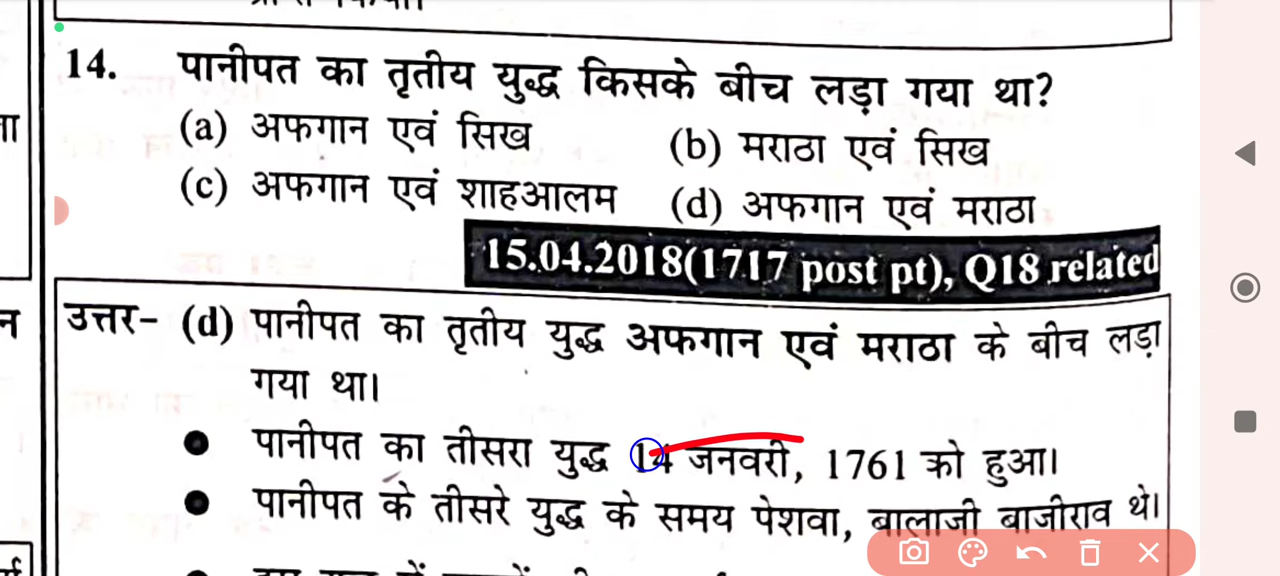 14. पानीपत का तृतीय युद्ध किसके बीच लड़ा गया था?
(a) अफगान एवं सिख (b) मराठा एवं सिख
(c) अफगान एवं शाहआलम (d) अफगान एवं मराठा
15.04.2018(1717 post pt), Q18 related
उत्तर- (d) पानीपत का तृतीय युद्ध अफगान एवं मराठा के बीच लड़ा
गया था।
● पानीपत का तीसरा युद्ध 14 जनवरी, 1761 को हुआ।
● पानीपत के तीसरे युद्ध के समय पेशवा, बालाजी बाजीराव थे।